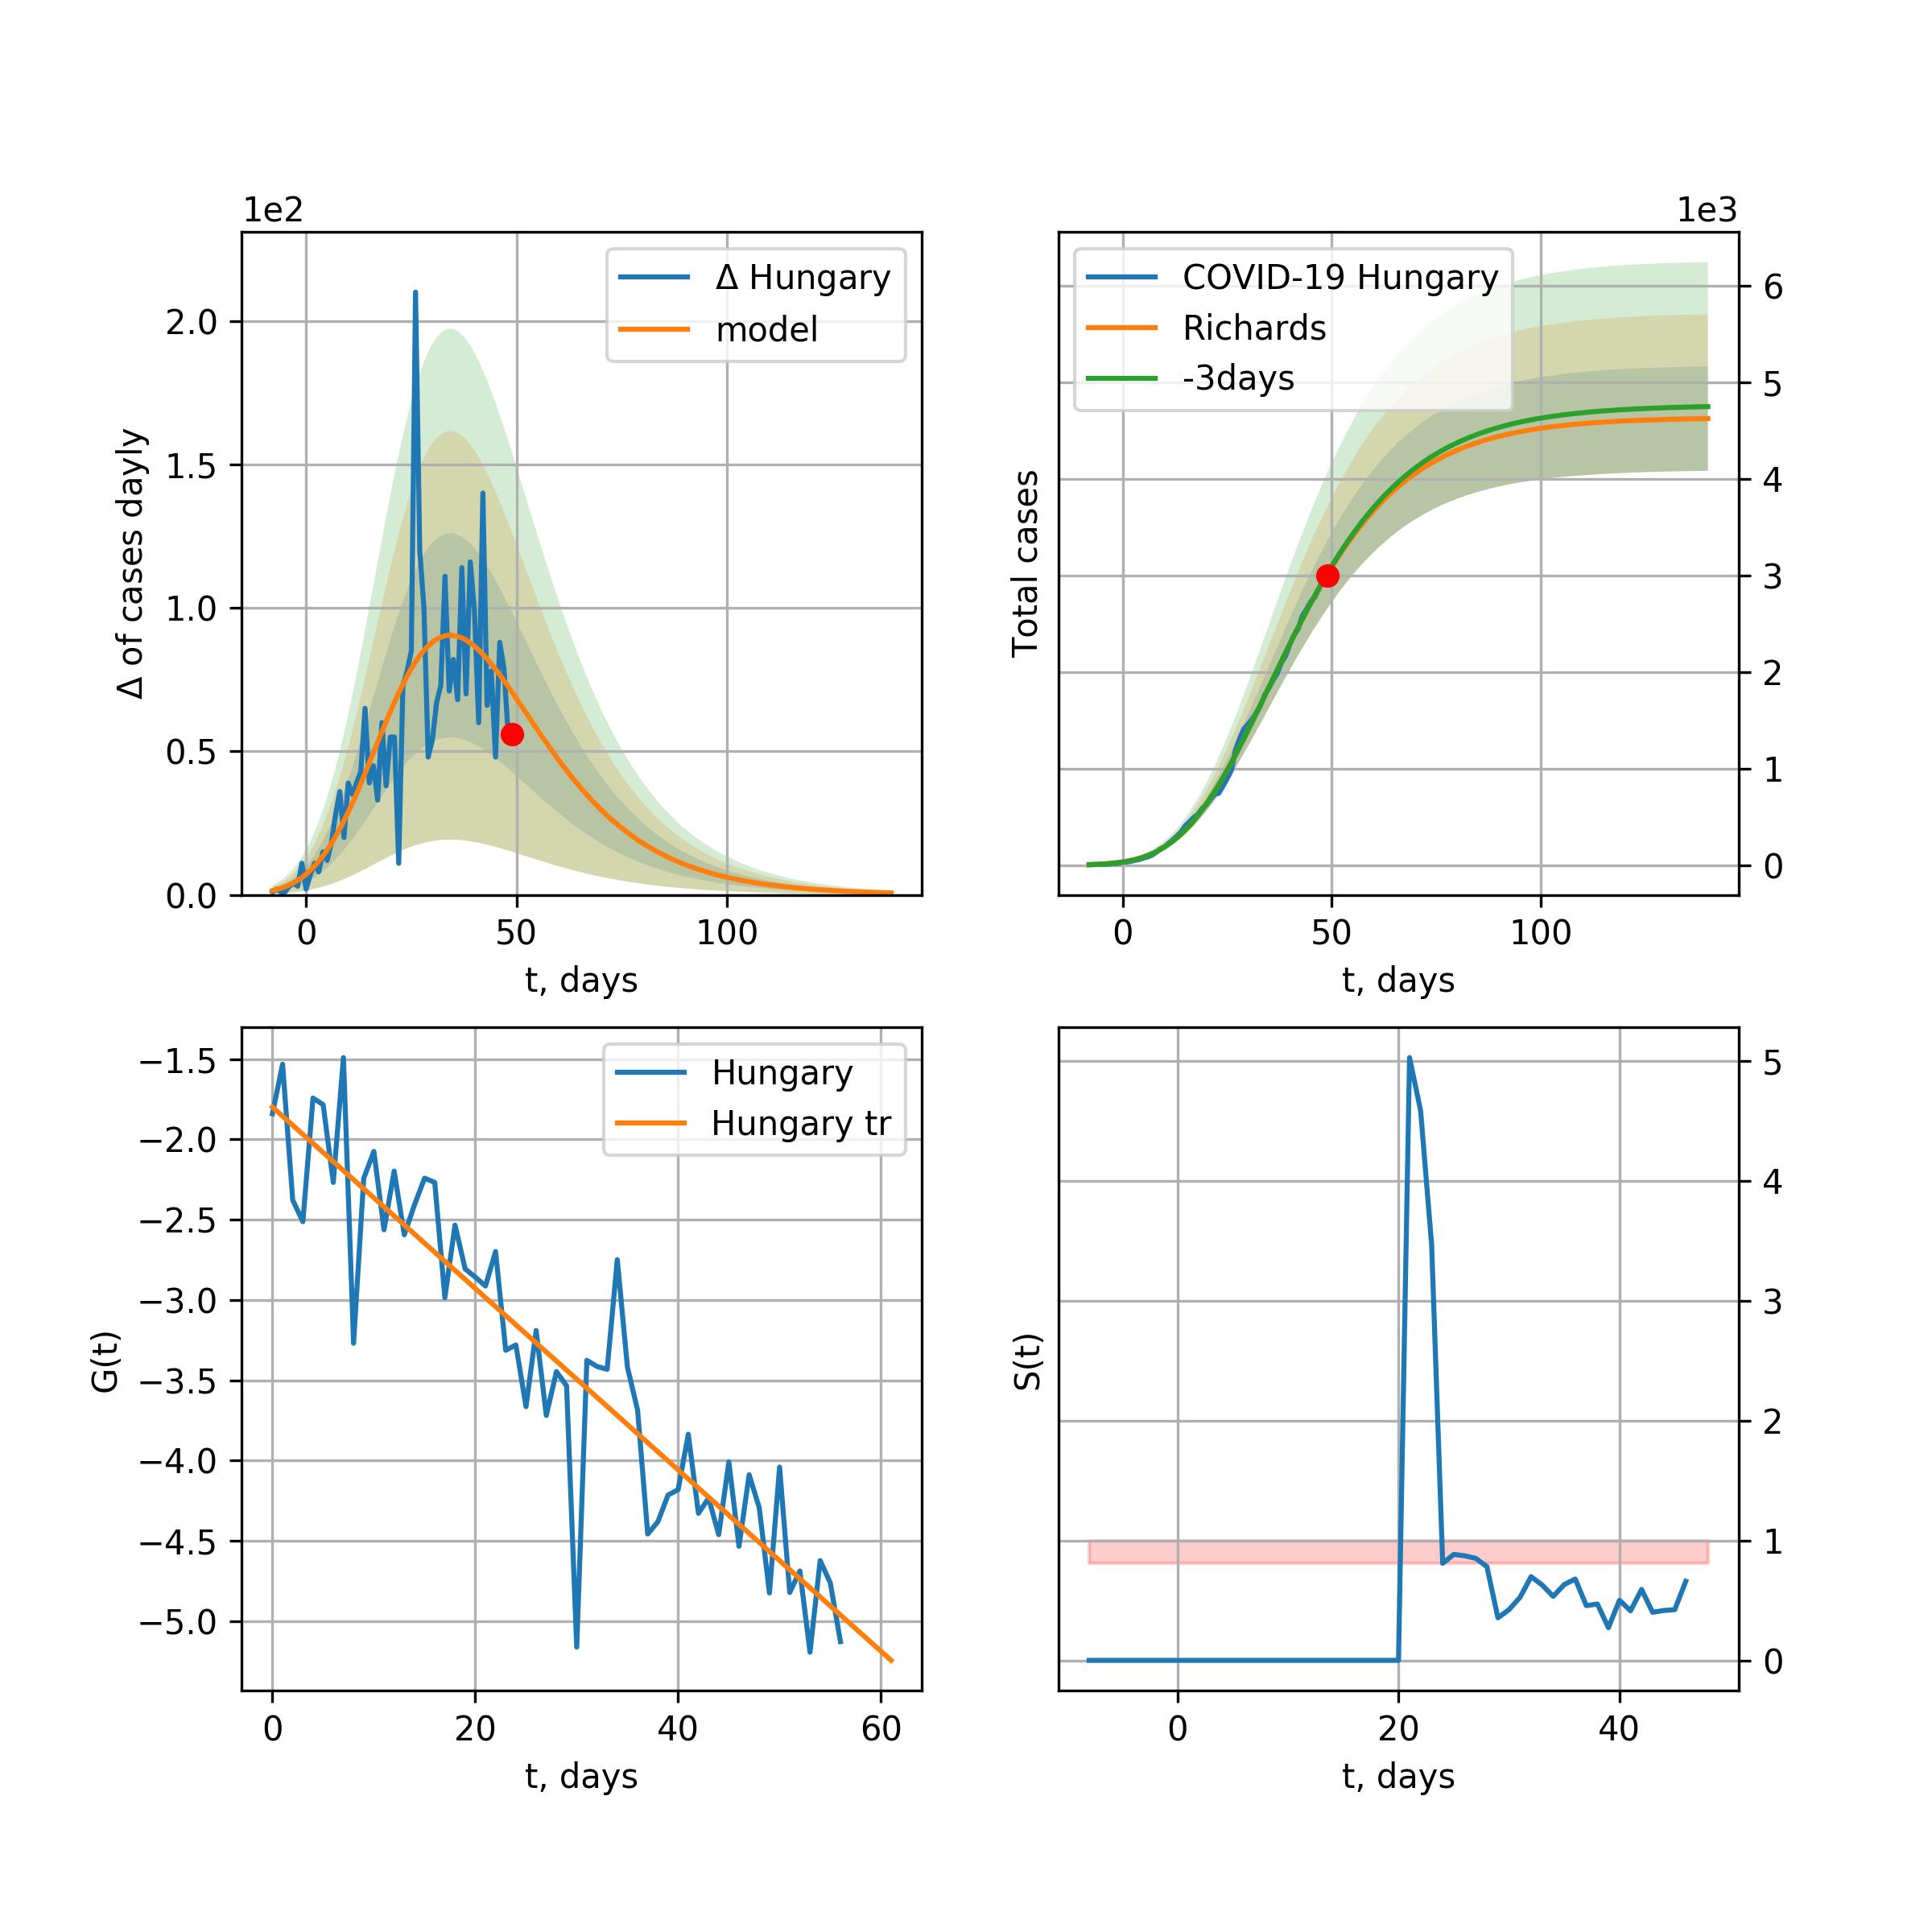 1e2
Δ Hungary
model
2.0
1.5
1.0
0.5
0.0
Δ of cases dayly
0 50 100
t, days
1e3
COVID-19 Hungary
Richards
-3days
6
5
4
3
2
1
0
Total cases
0 50 100
t, days
Hungary
Hungary tr
−1.5
−2.0
−2.5
−3.0
−3.5
−4.0
−4.5
−5.0
G(t)
0 20 40 60
t, days
5
4
3
2
1
0
S(t)
0 20 40
t, days